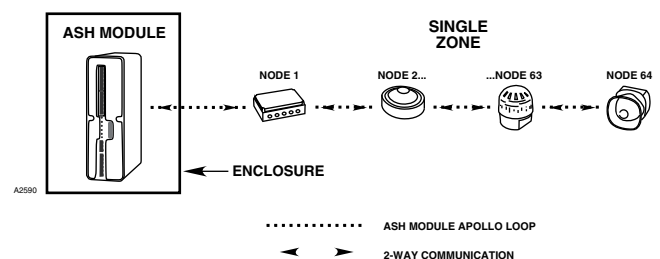 ASH MODULE
SINGLE
ZONE
NODE 1
NODE 2...
...NODE 63
NODE 64
ENCLOSURE
A2590
ASH MODULE APOLLO LOOP
2-WAY COMMUNICATION